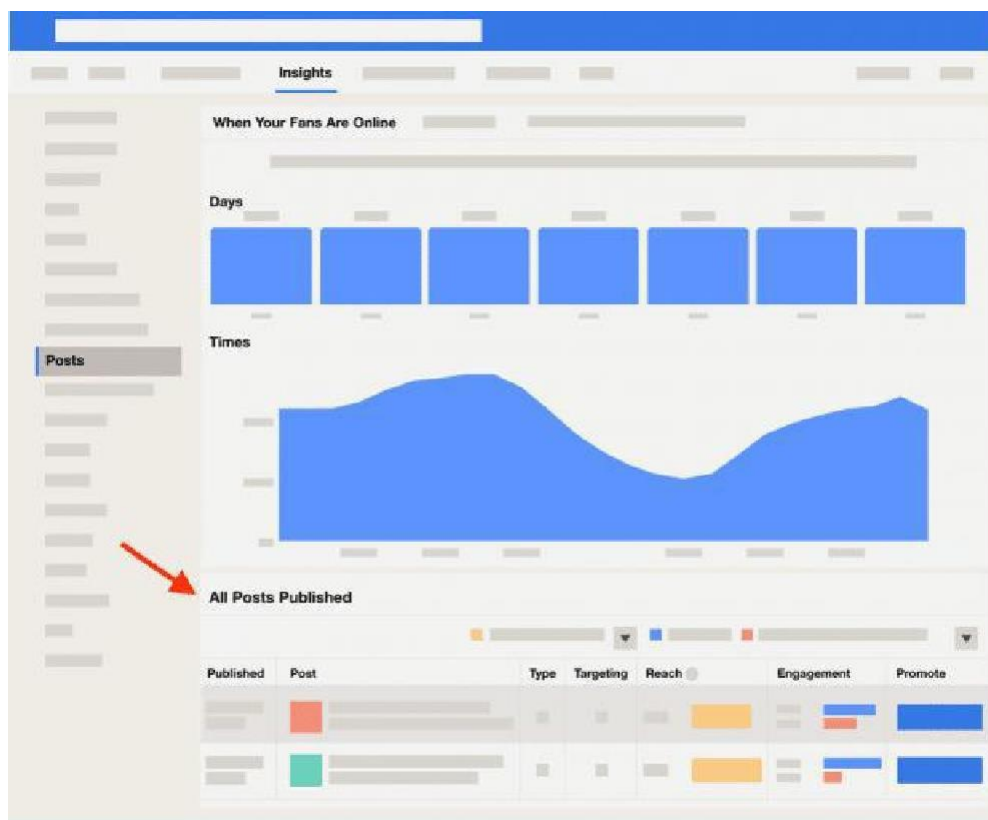 Insights
When Your Fans Are Online
Days
Times
Posts
All Posts Published
Published Post Type Targeting Reach Engagement Promote